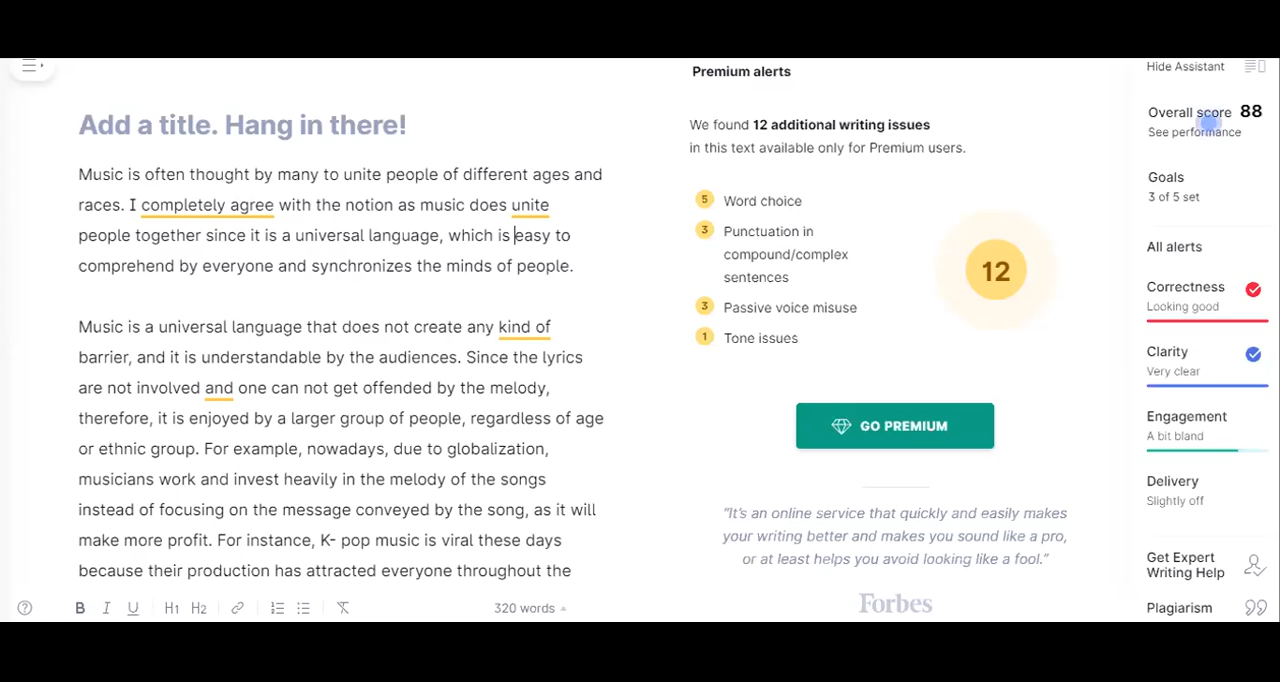 Add a title. Hang in there!
Music is often thought by many to unite people of different ages and
races. I completely agree with the notion as music does unite
people together since it is a universal language, which is easy to
comprehend by everyone and synchronizes the minds of people.
Music is a universal language that does not create any kind of
barrier, and it is understandable by the audiences. Since the lyrics
are not involved and one can not get offended by the melody,
therefore, it is enjoyed by a larger group of people, regardless of age
or ethnic group. For example, nowadays, due to globalization,
musicians work and invest heavily in the melody of the songs
instead of focusing on the message conveyed by the song, as it will
make more profit. For instance, K- pop music is viral these days
because their production has attracted everyone throughout the
B I U H1 H2
320 words
Premium alerts
We found 12 additional writing issues
in this text available only for Premium users.
5 Word choice
3 Punctuation in
compound/complex
sentences
3 Passive voice misuse
1 Tone issues
12
GO PREMIUM
"It's an online service that quickly and easily makes
your writing better and makes you sound like a pro,
or at least helps you avoid looking like a fool."
Forbes
Hide Assistant
Overall score 88
See performance
Goals
3 of 5 set
All alerts
Correctness
Looking good
Clarity
Very clear
Engagement
A bit bland
Delivery
Slightly off
Get Expert
Writing Help
Plagiarism